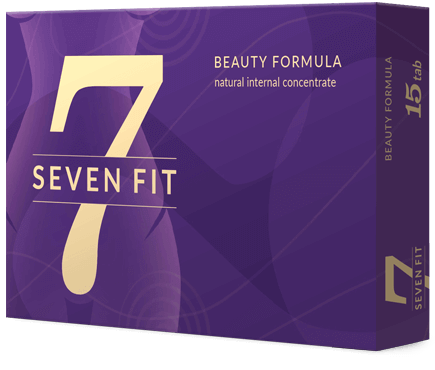 7
SEVEN FIT
BEAUTY FORMULA
natural internal concentrate
BEAUTY FORMULA
15 tab
7
SEVEN FIT